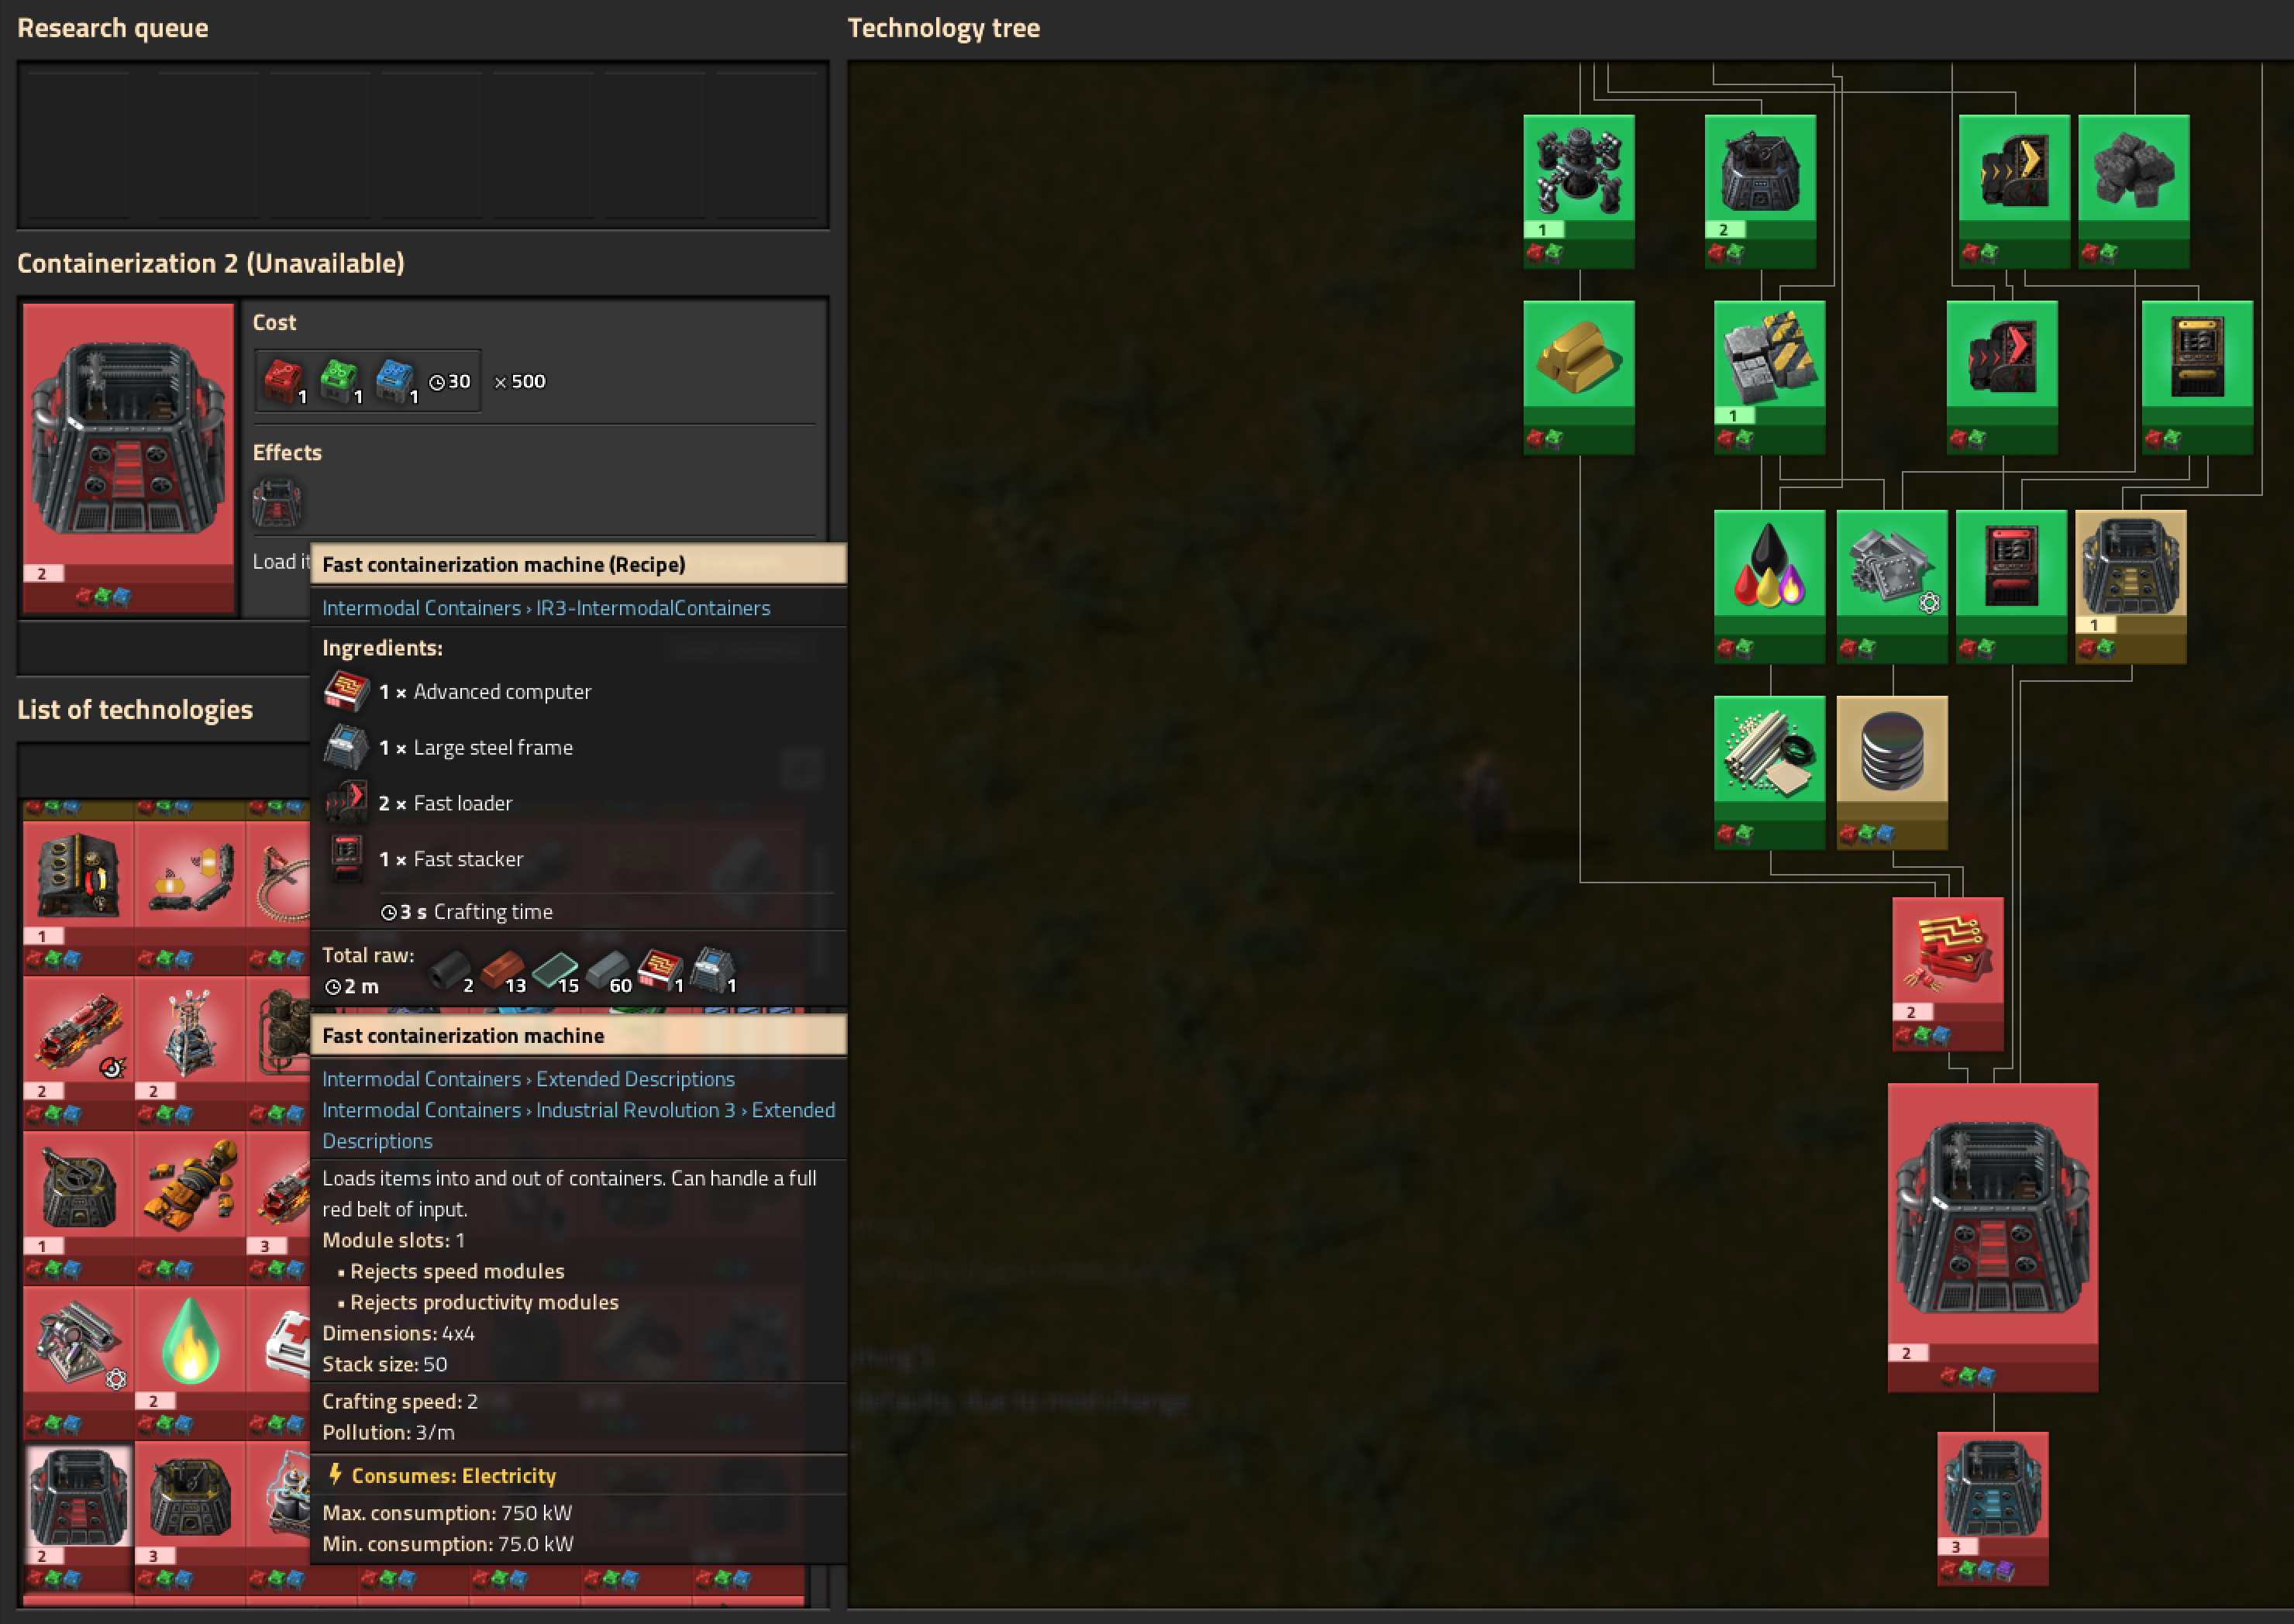 Research queue
Technology tree
Containerization 2 (Unavailable)
Cost
1 1 1 30 × 500
Effects
2
Load it
List of technologies
Fast containerization machine (Recipe)
Intermodal Containers › IR3-IntermodalContainers
Ingredients:
1 × Advanced computer
1 × Large steel frame
2 × Fast loader
1 × Fast stacker
3 s Crafting time
Total raw:
2 m
2 13 15 60 1 1
Fast containerization machine
Intermodal Containers › Extended Descriptions
Intermodal Containers › Industrial Revolution 3 › Extended
Descriptions
Loads items into and out of containers. Can handle a full
red belt of input.
Module slots: 1
▪ Rejects speed modules
▪ Rejects productivity modules
Dimensions: 4x4
Stack size: 50
Crafting speed: 2
Pollution: 3/m
Consumes: Electricity
Max. consumption: 750 kW
Min. consumption: 75.0 kW
1
2 2
1 3
2
2 3
1 2
1
1
2
2
3